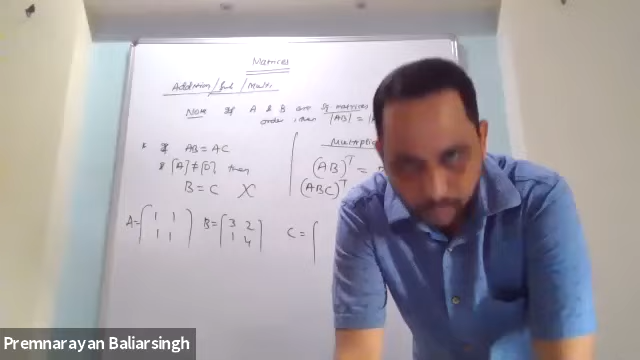 Matrices
Addition/Sub/Multi
Note If A & B are sq matrices
order then |AB| =
* If AB = AC
& [A] ≠ [0] then
B = C X
(AB)^T =
(ABC)^T
A = ( 1 1 B = ( 3 2 C = (
1 1 ) 1 4 )
Premnarayan Baliarsingh